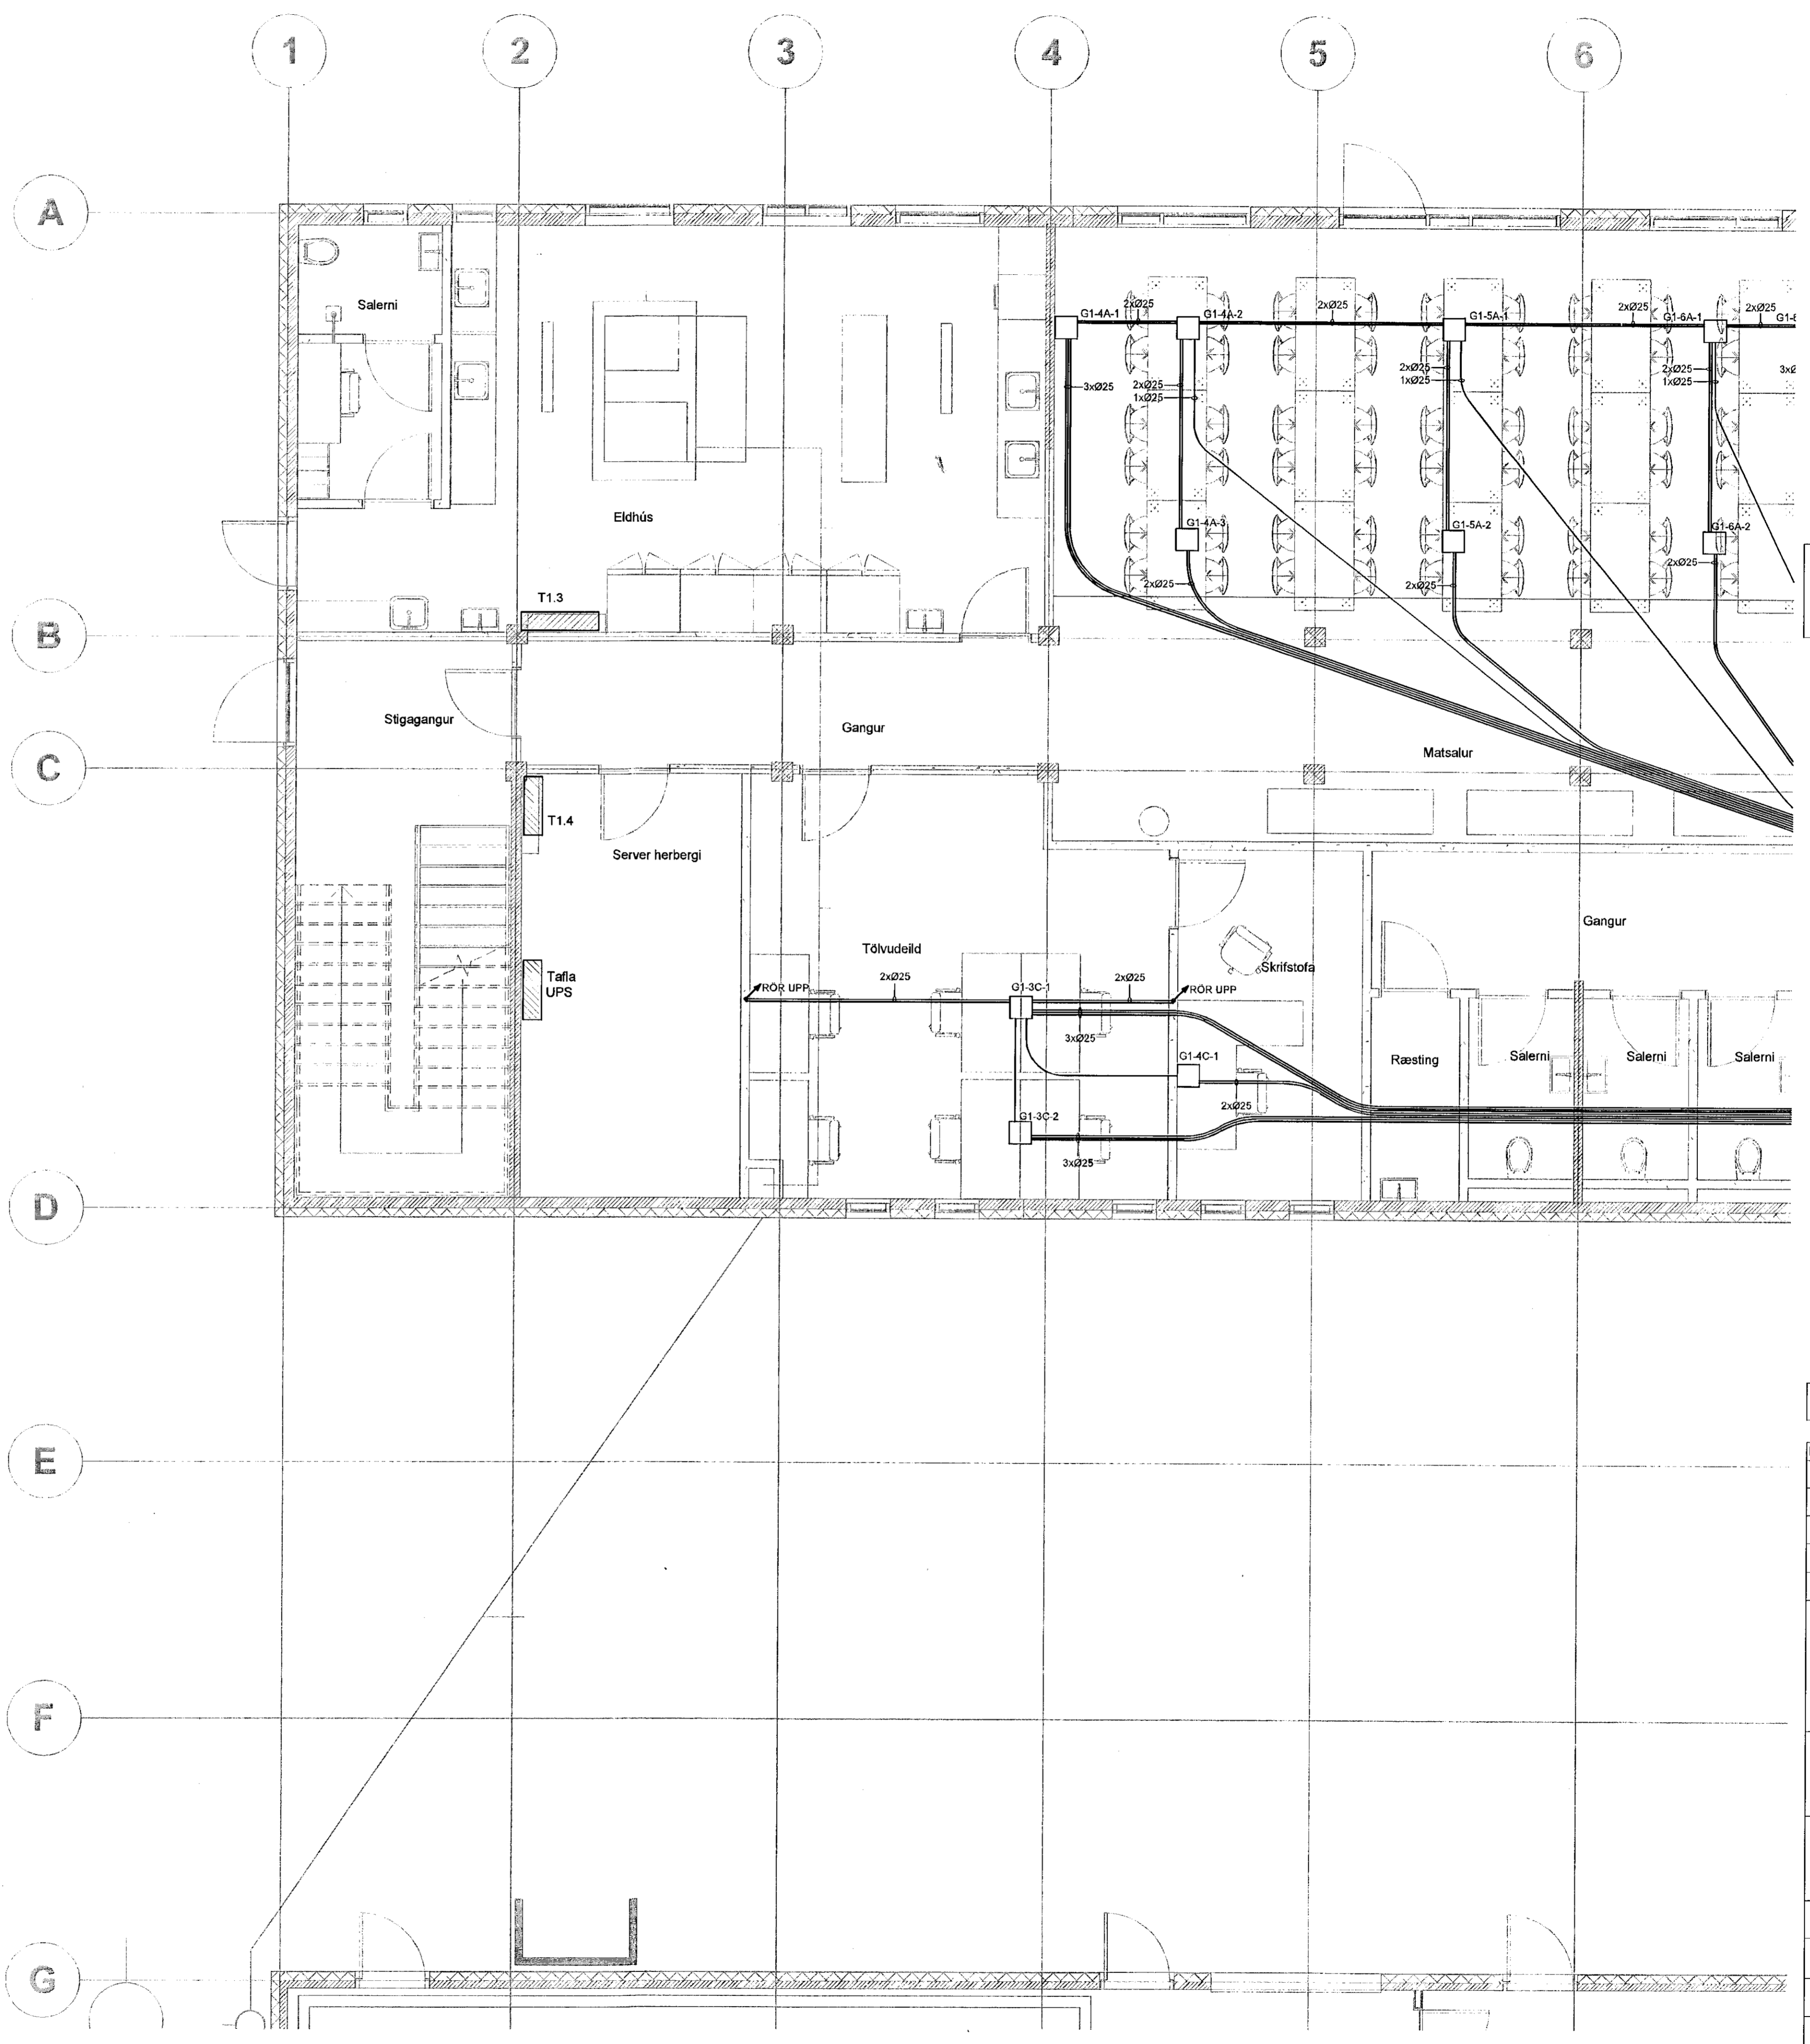 1 2 3 4 5 6
A
Salerni
G1-4A-1 2xØ25 G1-4A-2 2xØ25 G1-5A-1 2xØ25 G1-6A-1 2xØ25
3xØ25 2xØ25 2xØ25 2xØ25
1xØ25 1xØ25 1xØ25
Eldhús
G1-4A-3 G1-5A-2 G1-6A-2
2xØ25 2xØ25 2xØ25
T1.3
B
Stigagangur Gangur
Matsalur
C
T1.4
Server herbergi
Gangur
Tölvudeild
Skrifstofa
Tafla
UPS
RÖR UPP 2xØ25 G1-3C-1 2xØ25 RÖR UPP
3xØ25
G1-4C-1
Ræsting Salerni Salerni Salerni
2xØ25
G1-3C-2
3xØ25
D
E
F
G